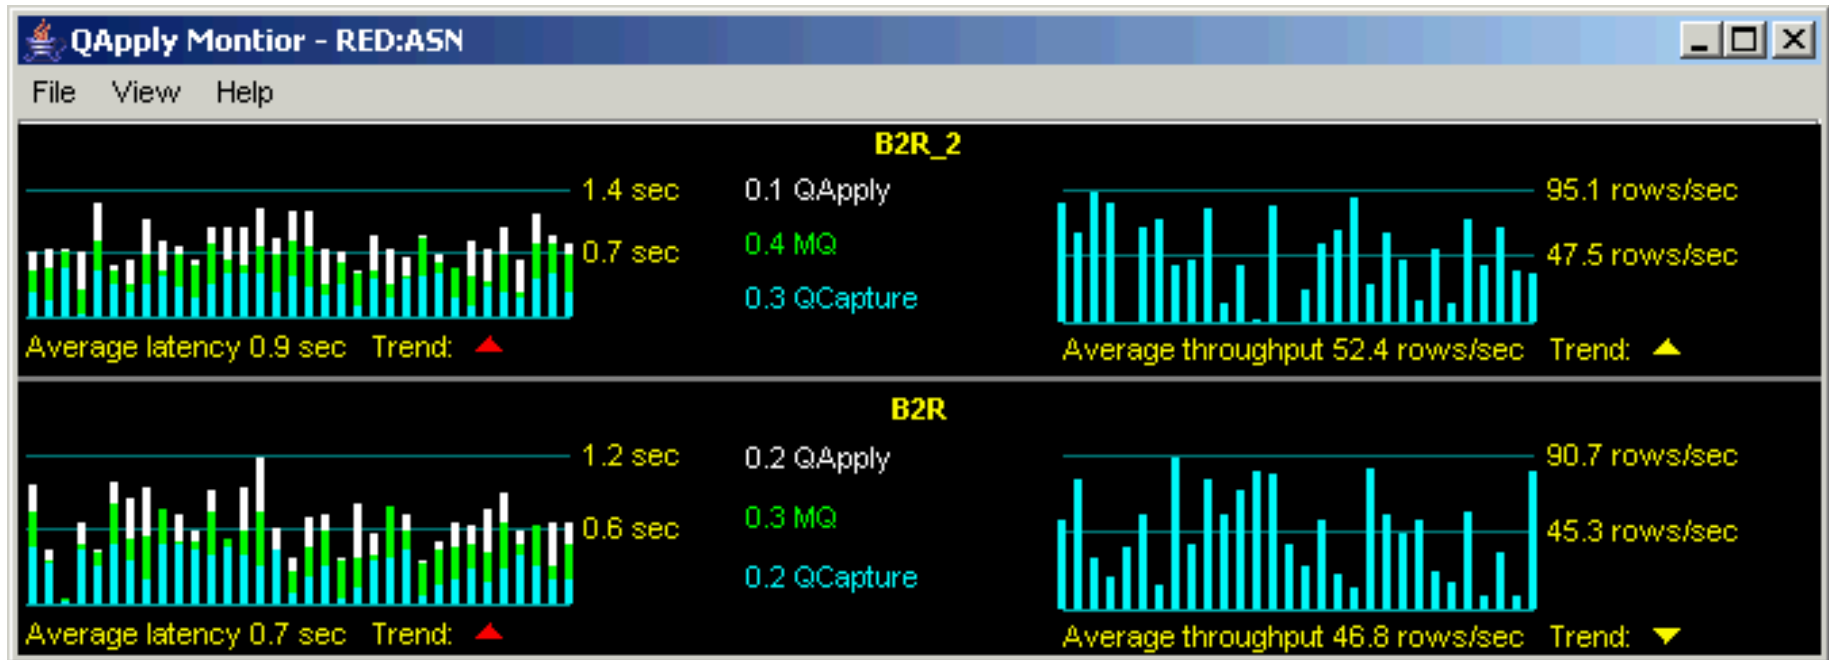 QApply Montior - RED:ASN
File View Help
B2R_2
1.4 sec
0.7 sec
0.1 QApply
0.4 MQ
0.3 QCapture
95.1 rows/sec
47.5 rows/sec
Average latency 0.9 sec Trend:
Average throughput 52.4 rows/sec Trend:
B2R
1.2 sec
0.6 sec
0.2 QApply
0.3 MQ
0.2 QCapture
90.7 rows/sec
45.3 rows/sec
Average latency 0.7 sec Trend:
Average throughput 46.8 rows/sec Trend: